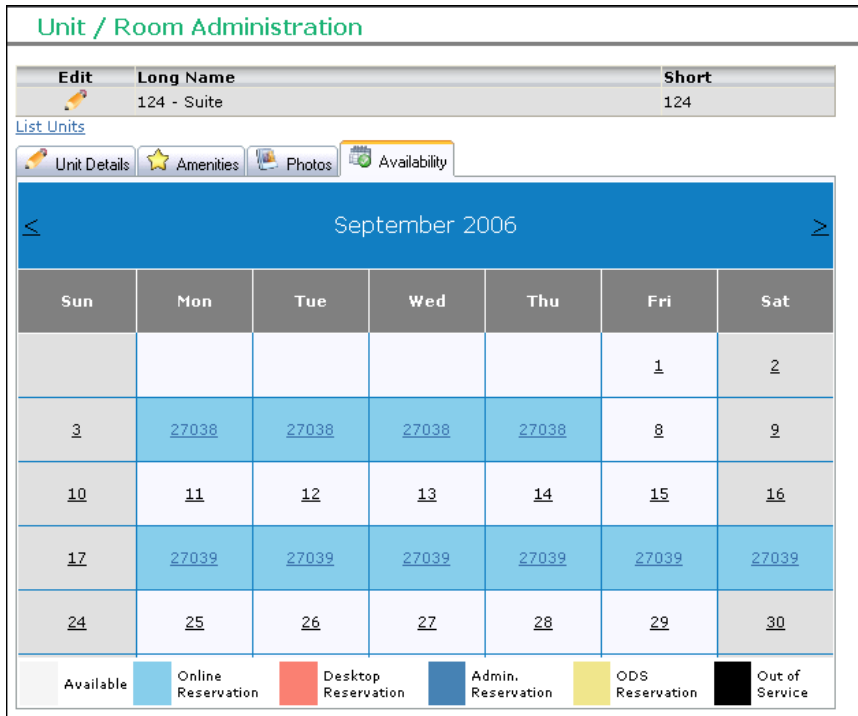 Unit / Room Administration
Edit Long Name Short
124 - Suite 124
List Units
Unit Details Amenities Photos Availability
< September 2006 >
Sun Mon Tue Wed Thu Fri Sat
1 2
3 27038 27038 27038 27038 8 9
10 11 12 13 14 15 16
17 27039 27039 27039 27039 27039 27039
24 25 26 27 28 29 30
Available Online Desktop Admin. ODS Out of
Reservation Reservation Reservation Reservation Service